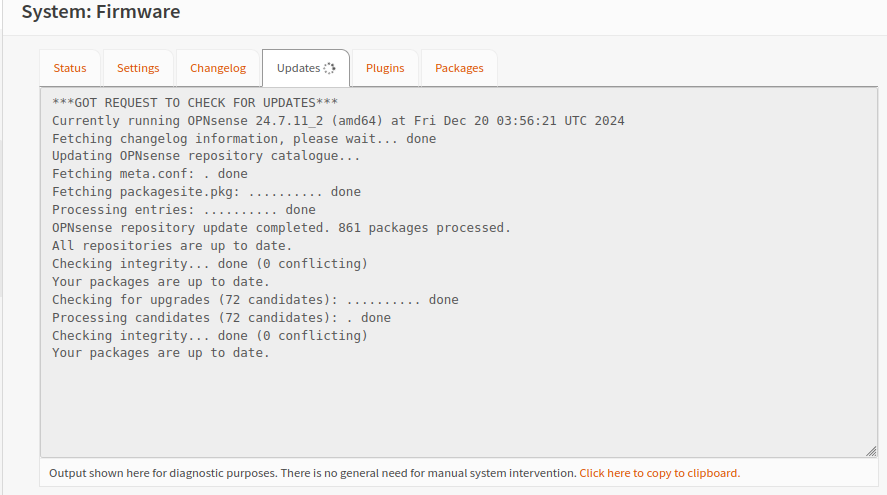 System: Firmware
Status Settings Changelog Updates Plugins Packages
***GOT REQUEST TO CHECK FOR UPDATES***
Currently running OPNsense 24.7.11_2 (amd64) at Fri Dec 20 03:56:21 UTC 2024
Fetching changelog information, please wait... done
Updating OPNsense repository catalogue...
Fetching meta.conf: . done
Fetching packagesite.pkg: .......... done
Processing entries: .......... done
OPNsense repository update completed. 861 packages processed.
All repositories are up to date.
Checking integrity... done (0 conflicting)
Your packages are up to date.
Checking for upgrades (72 candidates): .......... done
Processing candidates (72 candidates): . done
Checking integrity... done (0 conflicting)
Your packages are up to date.
Output shown here for diagnostic purposes. There is no general need for manual system intervention. Click here to copy to clipboard.